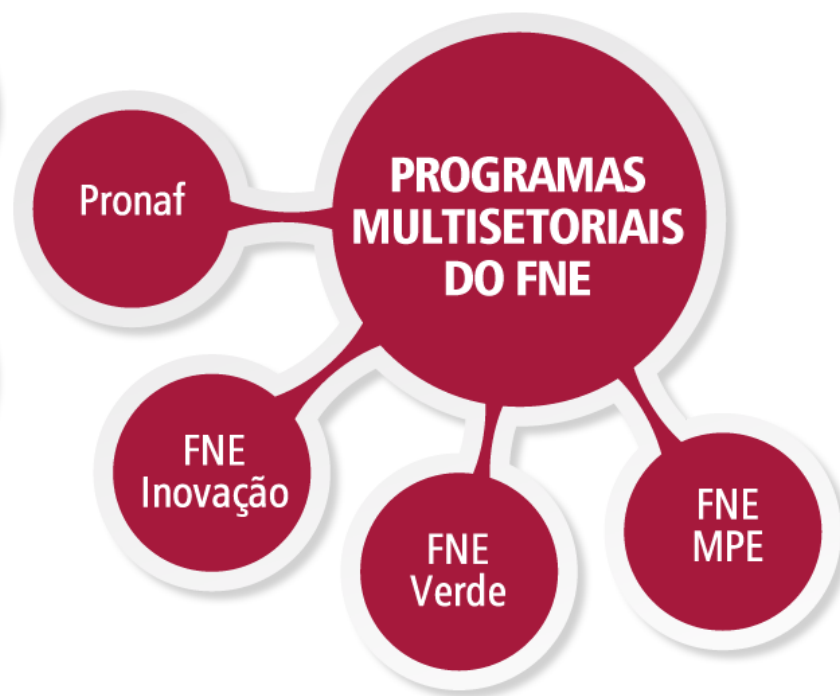 PROGRAMAS
MULTISETORIAIS
DO FNE
Pronaf
FNE
Inovação
FNE
Verde
FNE
MPE